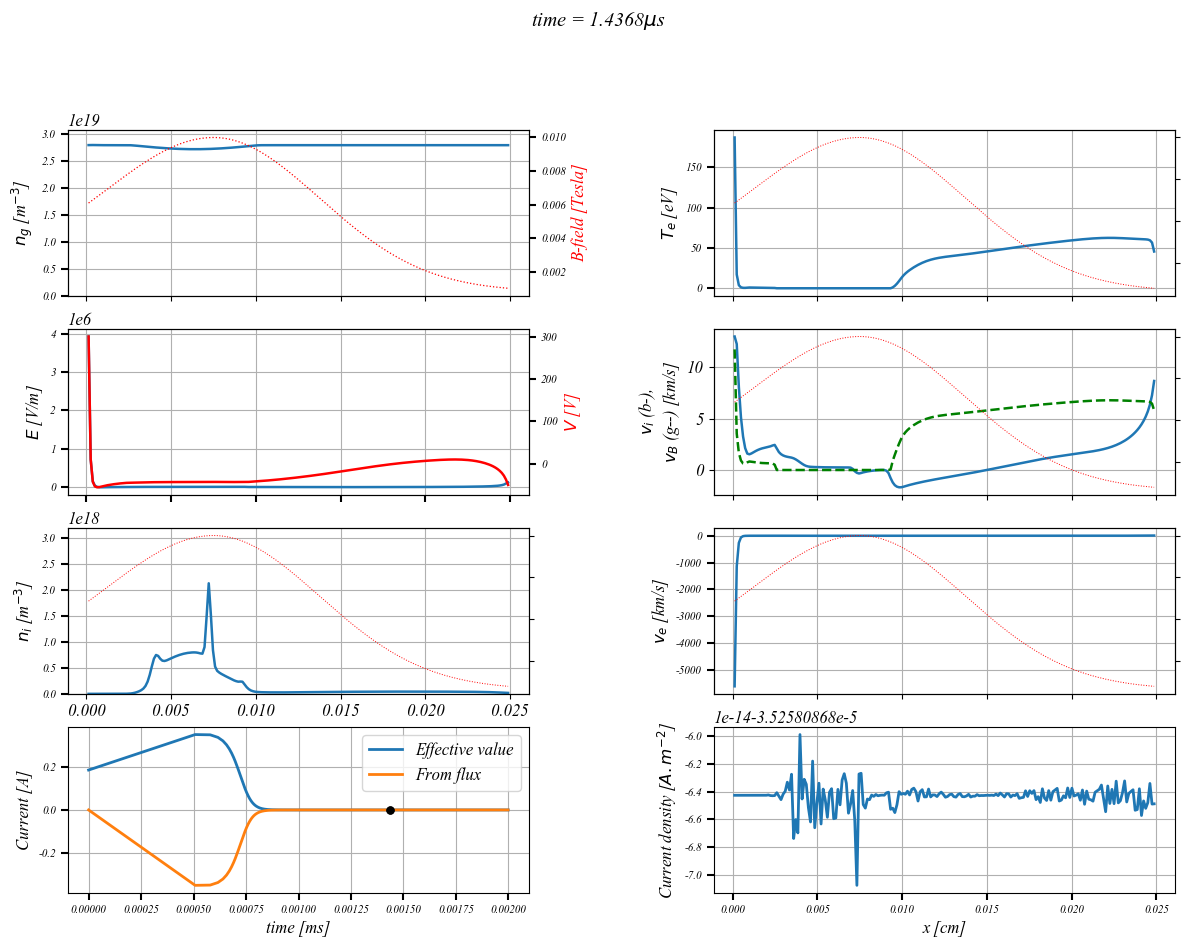 time = 1.4368μs
1e19
3.0
2.5
2.0
1.5
1.0
0.5
0.0
n_g [m⁻³]
0.010
0.008
0.006
0.004
0.002
B-field [Tesla]
150
100
50
0
T_e [eV]
1e6
4
3
2
1
0
E [V/m]
300
200
100
0
V [V]
10
5
0
v_i (b-),
v_B (g--) [km/s]
1e18
3.0
2.5
2.0
1.5
1.0
0.5
0.0
n_i [m⁻³]
0.000 0.005 0.010 0.015 0.020 0.025
0
-1000
-2000
-3000
-4000
-5000
v_e [km/s]
0.2
0.0
-0.2
Current [A]
Effective value
From flux
0.00000 0.00025 0.00050 0.00075 0.00100 0.00125 0.00150 0.00175 0.00200
time [ms]
1e-14-3.52580868e-5
-6.0
-6.2
-6.4
-6.6
-6.8
-7.0
Current density [A.m⁻²]
0.000 0.005 0.010 0.015 0.020 0.025
x [cm]